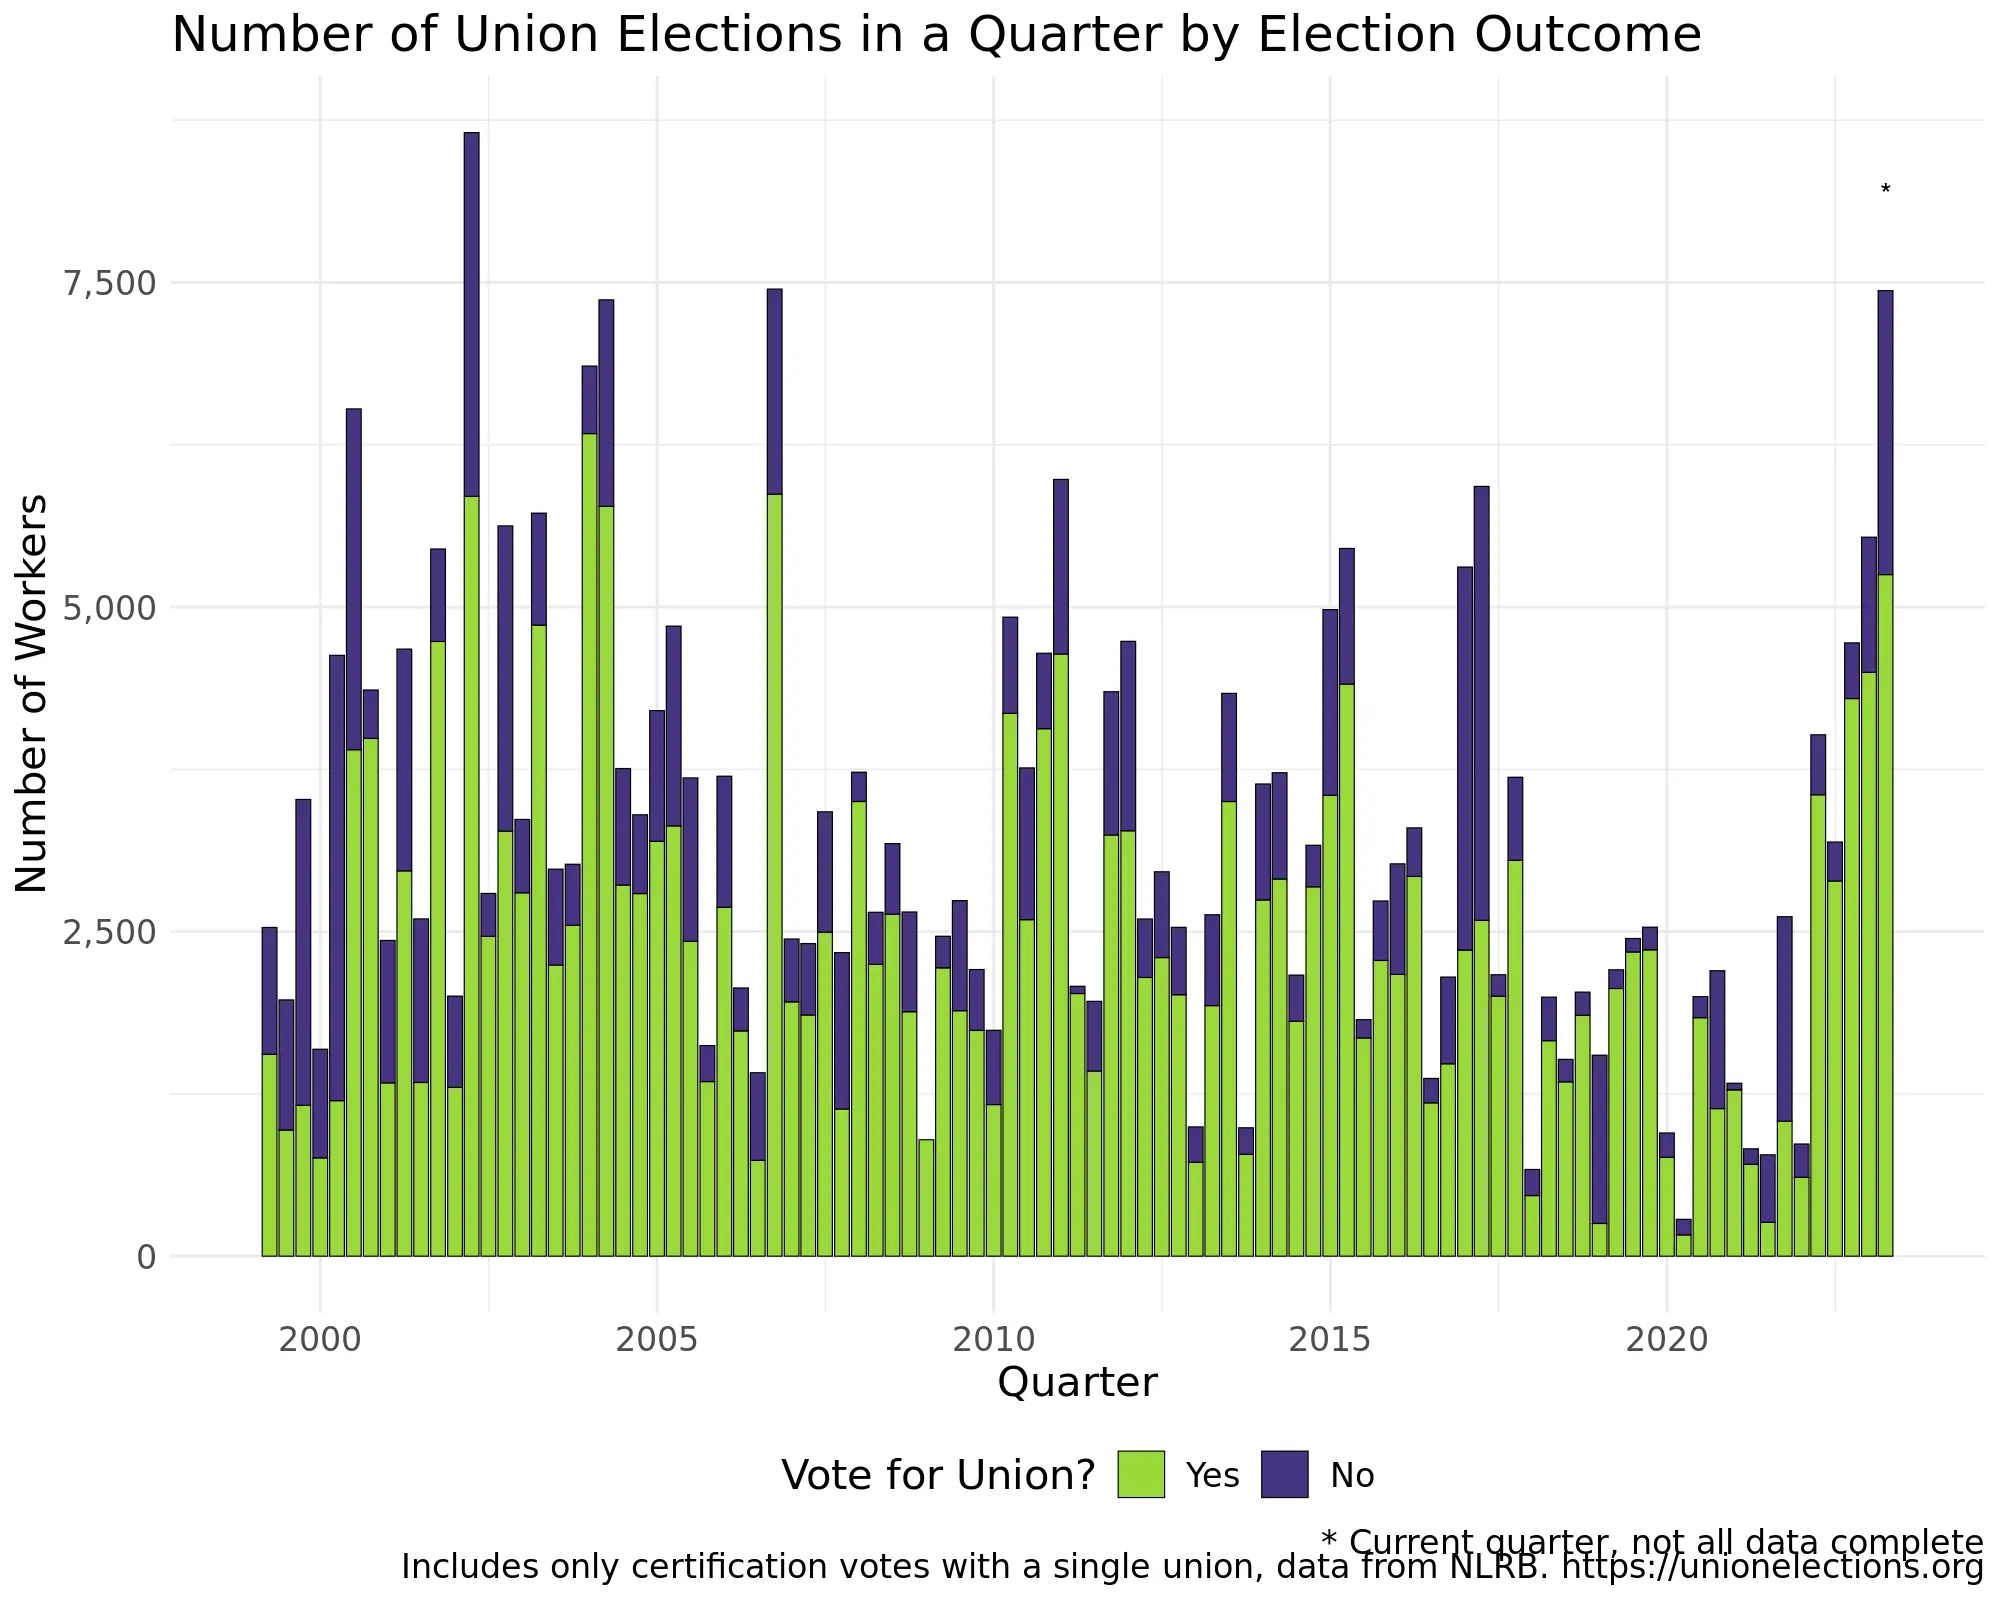 Number of Union Elections in a Quarter by Election Outcome
*
7,500
5,000
2,500
0
Number of Workers
2000 2005 2010 2015 2020
Quarter
Vote for Union? Yes No
* Current quarter, not all data complete
Includes only certification votes with a single union, data from NLRB. https://unionelections.org